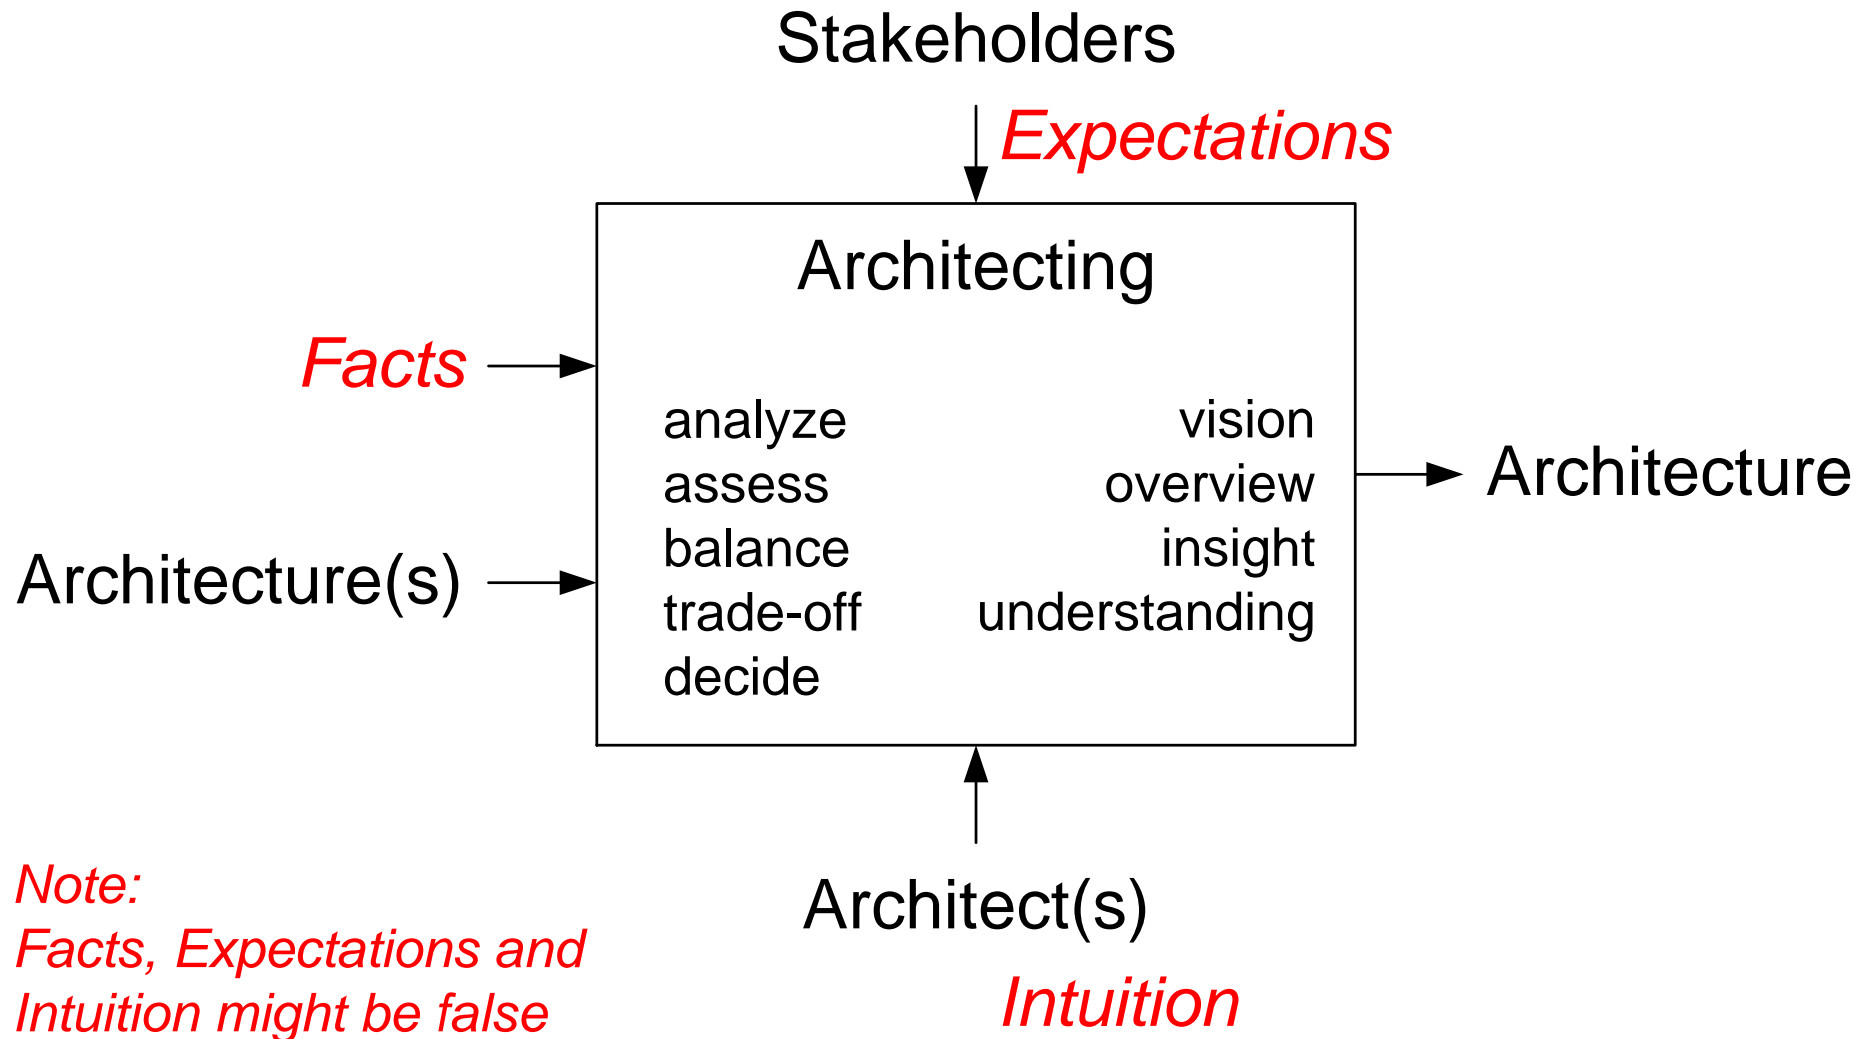 Stakeholders
Expectations
Architecting
Facts
analyze vision
assess overview
Architecture
balance insight
Architecture(s)
trade-off understanding
decide
Architect(s)
Note:
Facts, Expectations and
Intuition might be false
Intuition